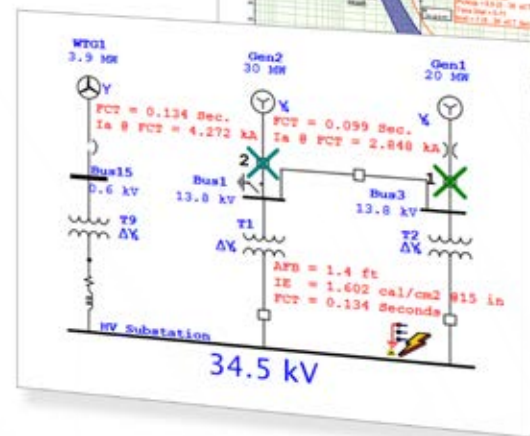 WTG1
3.9 MW
Y
Gen2
30 MW
Gen1
20 MW
FCT = 0.134 Sec.
Ia @ FCT = 4.272 kA
FCT = 0.099 Sec.
Ia @ FCT = 2.848 kA
2
1
Bus15
0.6 kV
Bus1
13.8 kV
Bus3
13.8 kV
T9
T1
T2
AFB = 1.4 ft
IE = 1.602 cal/cm2 @15 in
FCT = 0.134 Seconds
HV Substation
34.5 kV